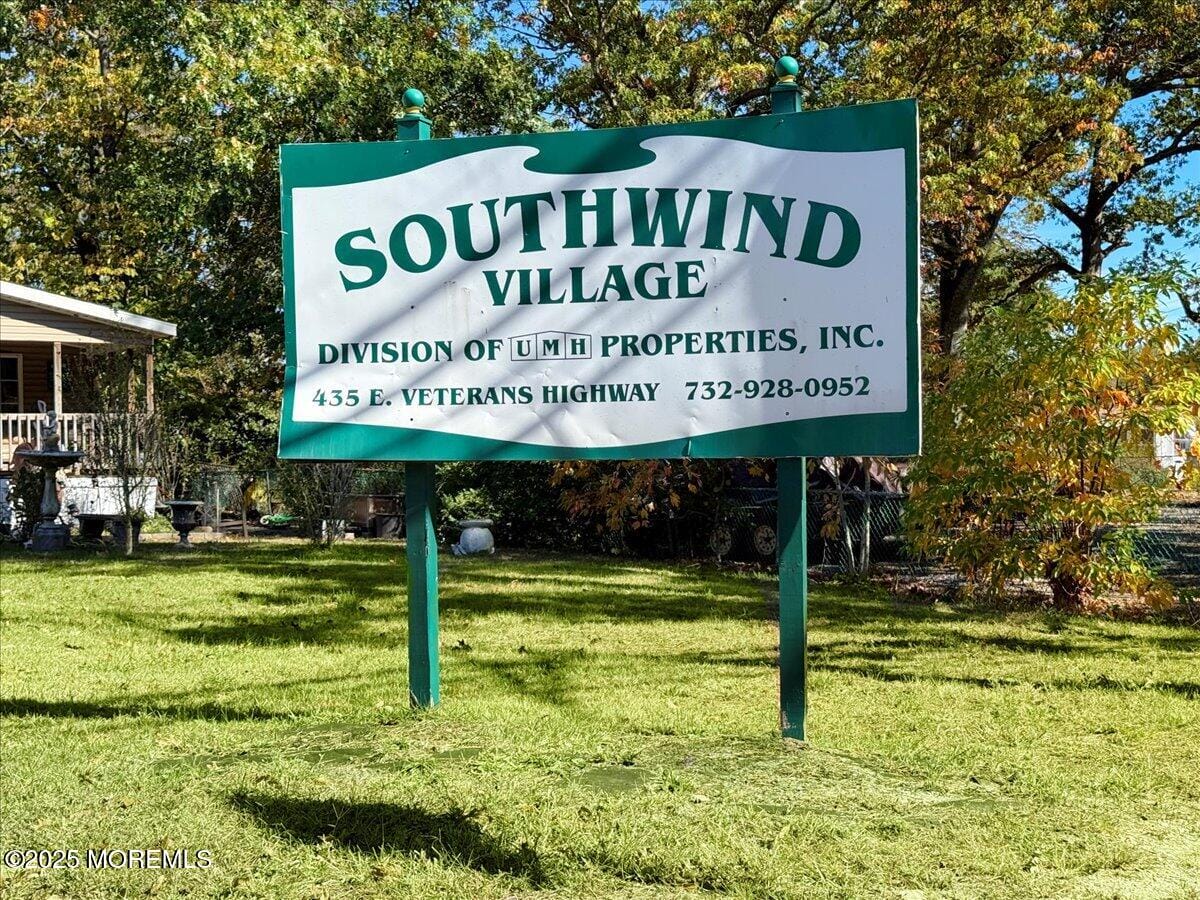 SOUTHWIND
VILLAGE
DIVISION OF UMH PROPERTIES, INC.
435 E. VETERANS HIGHWAY 732-928-0952
©2025 MOREMLS